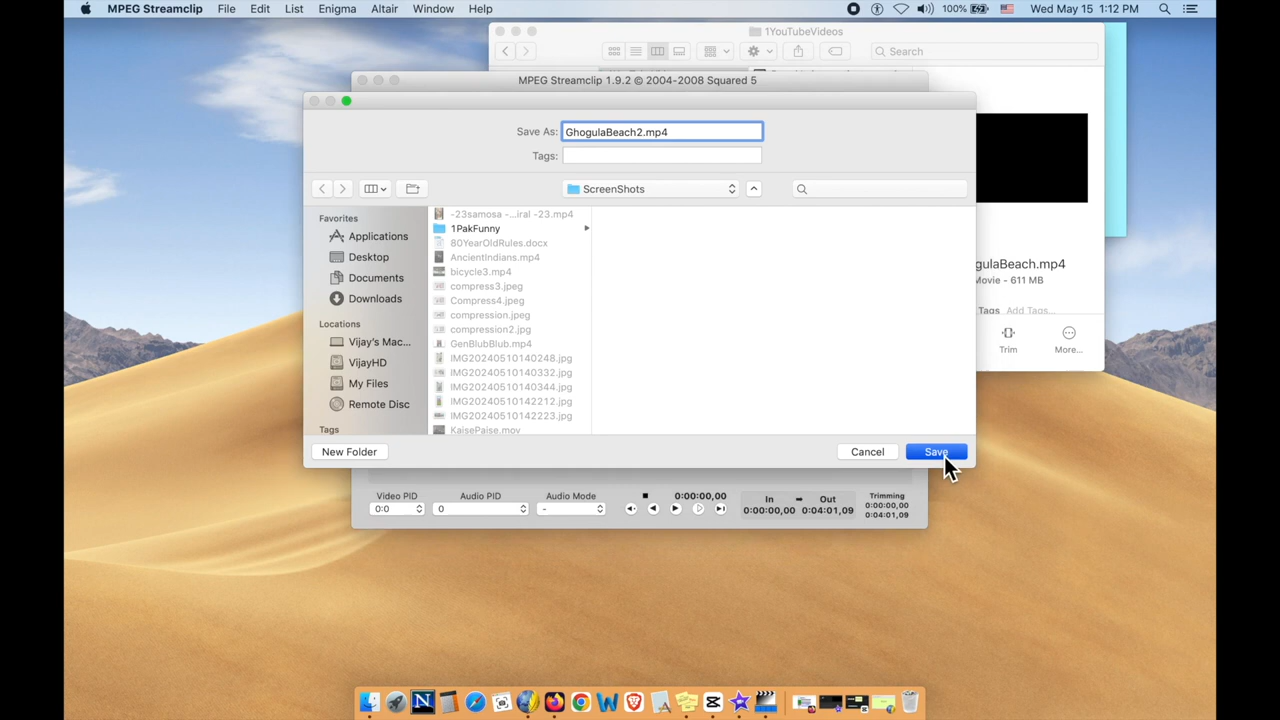 MPEG Streamclip File Edit List Enigma Altair Window Help 100% Wed May 15 1:12 PM
1YouTubeVideos
Search
MPEG Streamclip 1.9.2 © 2004-2008 Squared 5
Save As: GhogulaBeach2.mp4
Tags:
ScreenShots
Favorites
Applications
Desktop
Documents
Downloads
Locations
Vijay's Mac...
VijayHD
My Files
Remote Disc
Tags
-23samosa -...iral -23.mp4
1PakFunny
80YearOldRules.docx
AncientIndians.mp4
bicycle3.mp4
compress3.jpeg
Compress4.jpeg
compression.jpeg
compression2.jpg
GenBlubBlub.mp4
IMG20240510140248.jpg
IMG20240510140332.jpg
IMG20240510140344.jpg
IMG20240510142212.jpg
IMG20240510142223.jpg
KaisePaise.mov
gulaBeach.mp4
Movie - 611 MB
Tags Add Tags...
Trim More...
New Folder Cancel Save
Video PID Audio PID Audio Mode 0:00:00,00 In Out Trimming
0:0 0 - 0:00:00,00 0:04:01,09 0:00:00,00
0:04:01,09